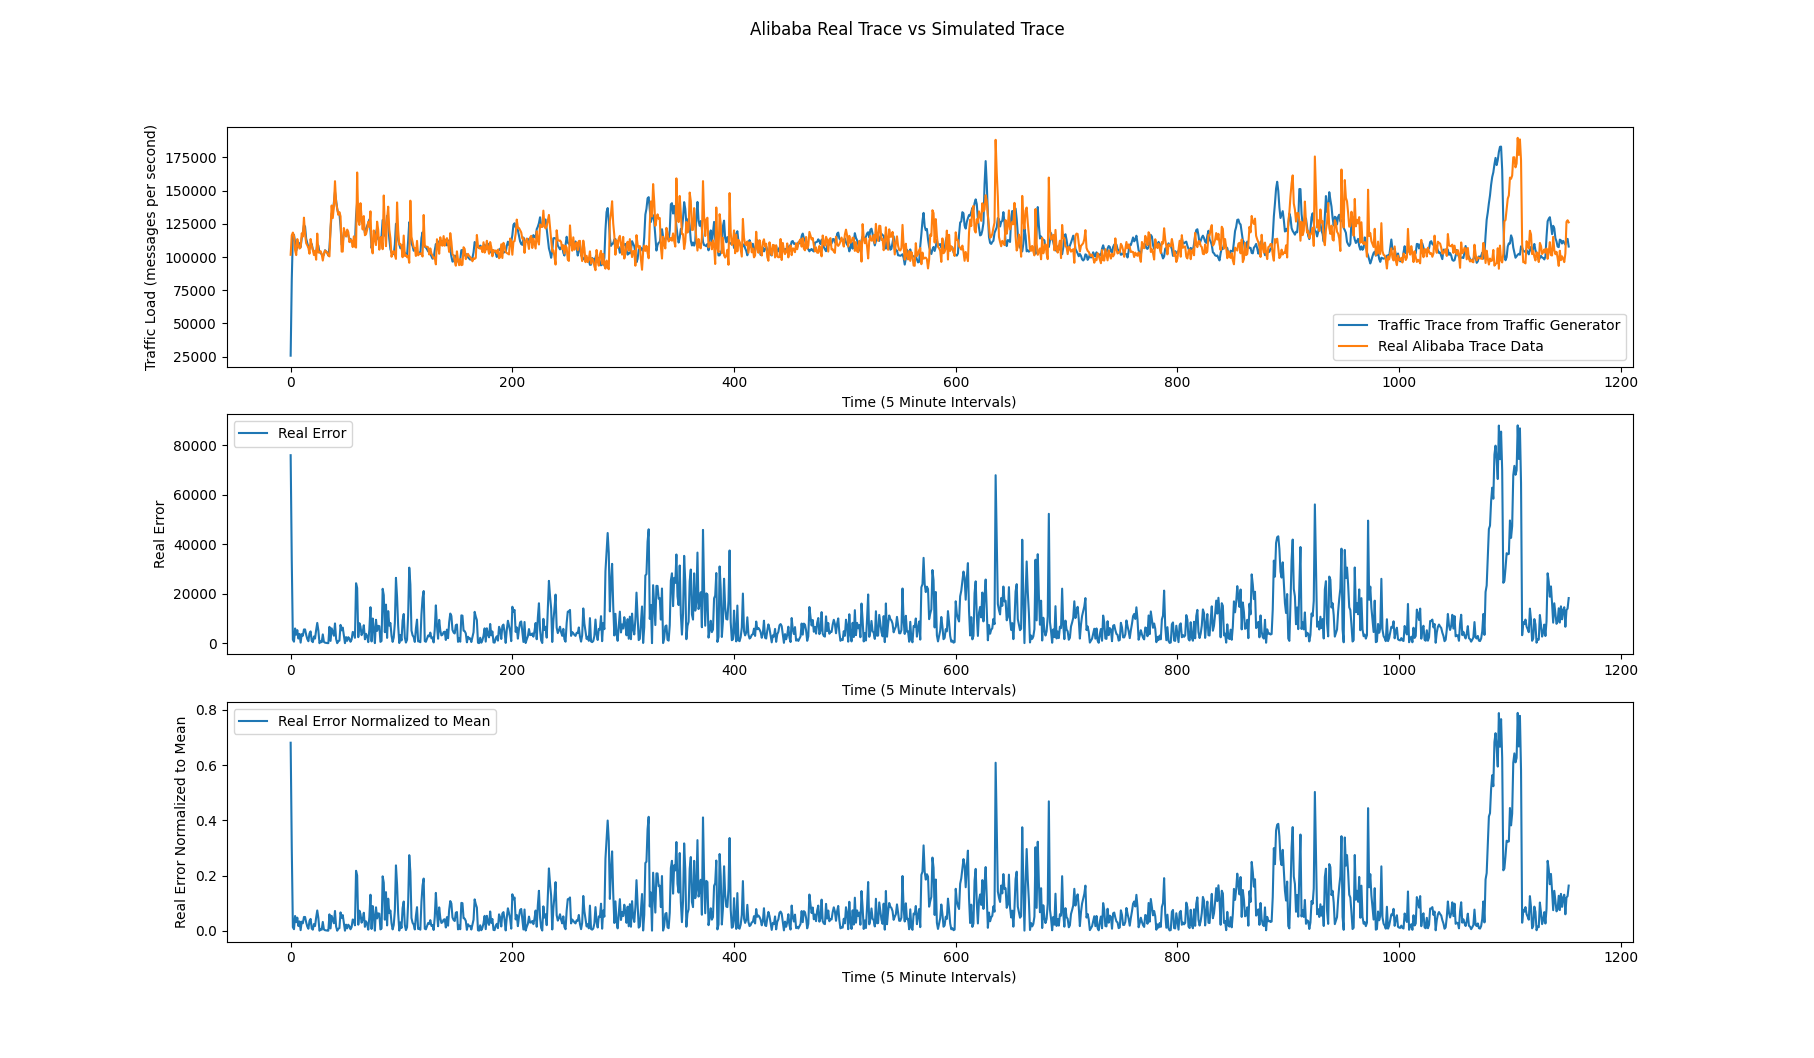 Alibaba Real Trace vs Simulated Trace
Traffic Load (messages per second)
175000
150000
125000
100000
75000
50000
25000
Traffic Trace from Traffic Generator
Real Alibaba Trace Data
0 200 400 600 800 1000 1200
Time (5 Minute Intervals)
Real Error
Real Error
80000
60000
40000
20000
0
0 200 400 600 800 1000 1200
Time (5 Minute Intervals)
Real Error Normalized to Mean
Real Error Normalized to Mean
0.8
0.6
0.4
0.2
0.0
0 200 400 600 800 1000 1200
Time (5 Minute Intervals)